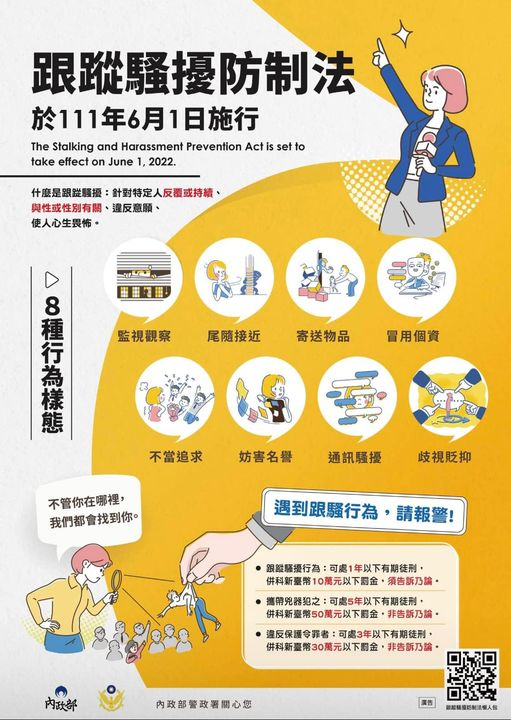 跟蹤騷擾防制法
於111年6月1日施行
The Stalking and Harassment Prevention Act is set to
take effect on June 1, 2022.
什麼是跟蹤騷擾：針對特定人反覆或持續、
與性或性別有關、違反意願、
使人心生畏怖。
8種行為樣態
監視觀察
尾隨接近
寄送物品
冒用個資
不當追求
妨害名譽
通訊騷擾
歧視貶抑
不管你在哪裡，
我們都會找到你。
遇到跟騷行為，請報警!
跟蹤騷擾行為：可處1年以下有期徒刑，
併科新臺幣10萬元以下罰金，須告訴乃論。
攜帶兇器犯之：可處5年以下有期徒刑，
併科新臺幣50萬元以下罰金，非告訴乃論。
違反保護令罪者：可處3年以下有期徒刑，
併科新臺幣30萬元以下罰金，非告訴乃論。
內政部
內政部警政署關心您
廣告
跟蹤騷擾防制法懶人包